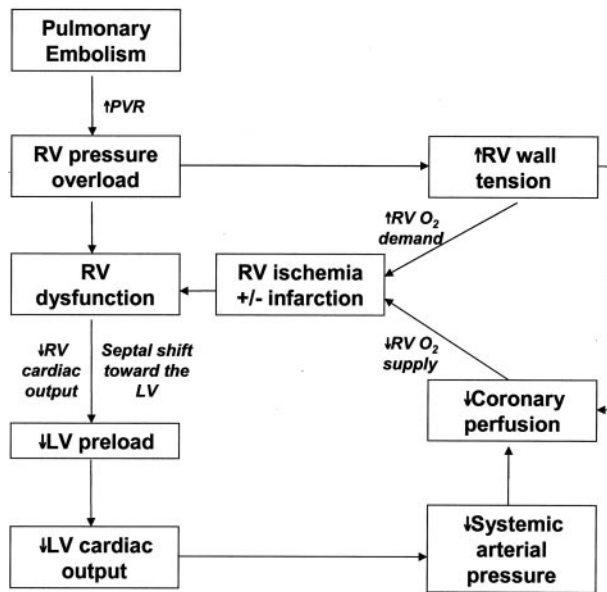 Pulmonary
Embolism
↑PVR
RV pressure
overload
↑RV wall
tension
↑RV O₂
demand
RV
dysfunction
RV ischemia
+/- infarction
↓RV
cardiac
output
Septal shift
toward the
LV
↓RV O₂
supply
↓Coronary
perfusion
↓LV preload
↓LV cardiac
output
↓Systemic
arterial
pressure